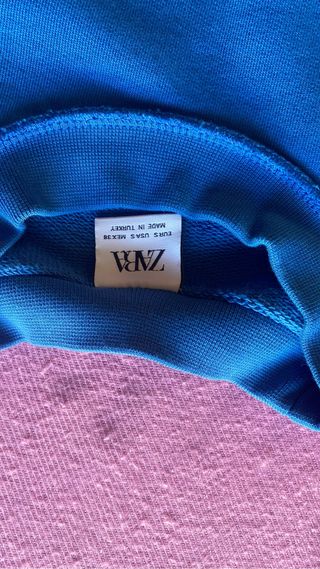 ZARA
EUR S USA S MEX 38
MADE IN TURKEY